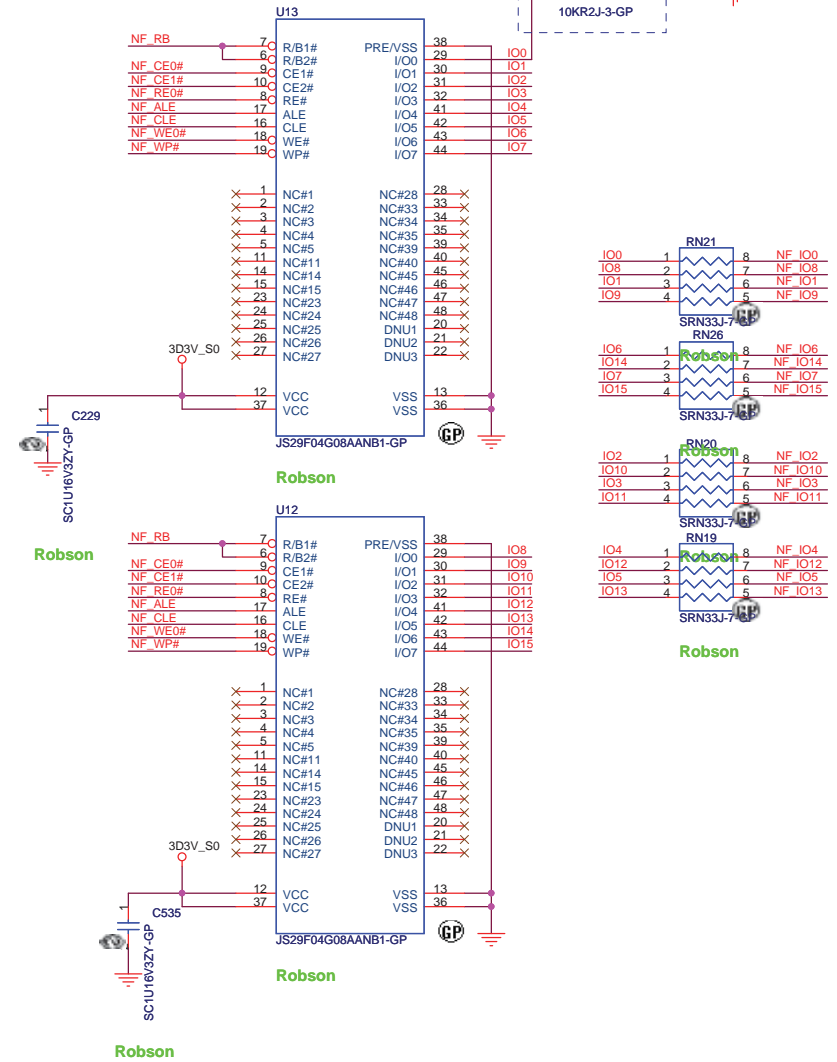 U13
10KR2J-3-GP
NF_RB 7 R/B1# PRE/VSS 38
6 R/B2# I/O0 29 IO0
NF_CE0# 9 CE1# I/O1 30 IO1
NF_CE1# 10 CE2# I/O2 31 IO2
NF_RE0# 8 RE# I/O3 32 IO3
NF_ALE 17 ALE I/O4 41 IO4
NF_CLE 16 CLE I/O5 42 IO5
NF_WE0# 18 WE# I/O6 43 IO6
NF_WP# 19 WP# I/O7 44 IO7
1 NC#1 NC#28 28
2 NC#2 NC#33 33
3 NC#3 NC#34 34
4 NC#4 NC#35 35
5 NC#5 NC#39 39
11 NC#11 NC#40 40
14 NC#14 NC#45 45
15 NC#15 NC#46 46
23 NC#23 NC#47 47
24 NC#24 NC#48 48
25 NC#25 DNU1 20
26 NC#26 DNU2 21
27 NC#27 DNU3 22
3D3V_S0
12 VCC VSS 13
37 VCC VSS 36
1 C229 2
SC1U16V3ZY-GP
JS29F04G08AANB1-GP
GP
Robson
Robson
U12
NF_RB 7 R/B1# PRE/VSS 38
6 R/B2# I/O0 29 IO8
NF_CE0# 9 CE1# I/O1 30 IO9
NF_CE1# 10 CE2# I/O2 31 IO10
NF_RE0# 8 RE# I/O3 32 IO11
NF_ALE 17 ALE I/O4 41 IO12
NF_CLE 16 CLE I/O5 42 IO13
NF_WE0# 18 WE# I/O6 43 IO14
NF_WP# 19 WP# I/O7 44 IO15
1 NC#1 NC#28 28
2 NC#2 NC#33 33
3 NC#3 NC#34 34
4 NC#4 NC#35 35
5 NC#5 NC#39 39
11 NC#11 NC#40 40
14 NC#14 NC#45 45
15 NC#15 NC#46 46
23 NC#23 NC#47 47
24 NC#24 NC#48 48
25 NC#25 DNU1 20
26 NC#26 DNU2 21
27 NC#27 DNU3 22
3D3V_S0
12 VCC VSS 13
37 VCC VSS 36
1 C535 2
SC1U16V3ZY-GP
JS29F04G08AANB1-GP
GP
Robson
Robson
RN21
IO0 1 8 NF_IO0
IO8 2 7 NF_IO8
IO1 3 6 NF_IO1
IO9 4 5 NF_IO9
SRN33J-7-GP
GP
RN26
Robson
IO6 1 8 NF_IO6
IO14 2 7 NF_IO14
IO7 3 6 NF_IO7
IO15 4 5 NF_IO15
SRN33J-7-GP
GP
RN20
Robson
IO2 1 8 NF_IO2
IO10 2 7 NF_IO10
IO3 3 6 NF_IO3
IO11 4 5 NF_IO11
SRN33J-7-GP
GP
RN19
Robson
IO4 1 8 NF_IO4
IO12 2 7 NF_IO12
IO5 3 6 NF_IO5
IO13 4 5 NF_IO13
SRN33J-7-GP
GP
Robson